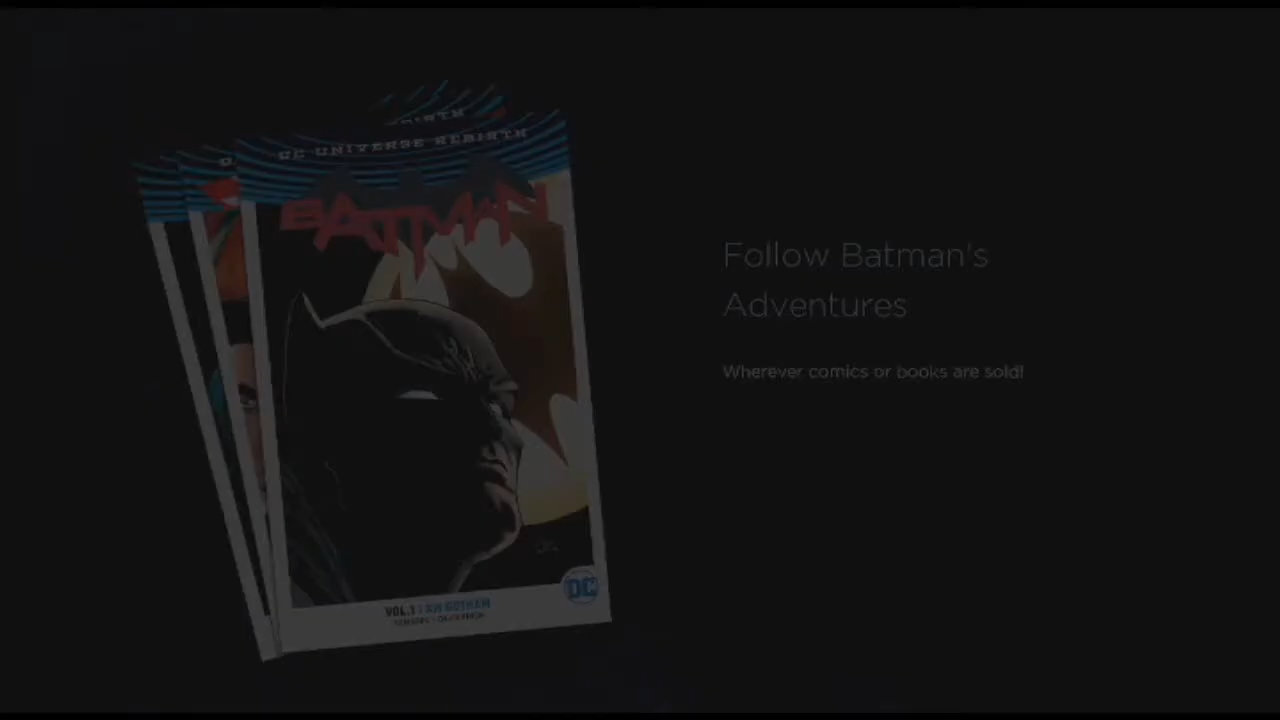 DC UNIVERSE REBIRTH
BATMAN
VOL.1 I AM GOTHAM
DC
Follow Batman's
Adventures
Wherever comics or books are sold!